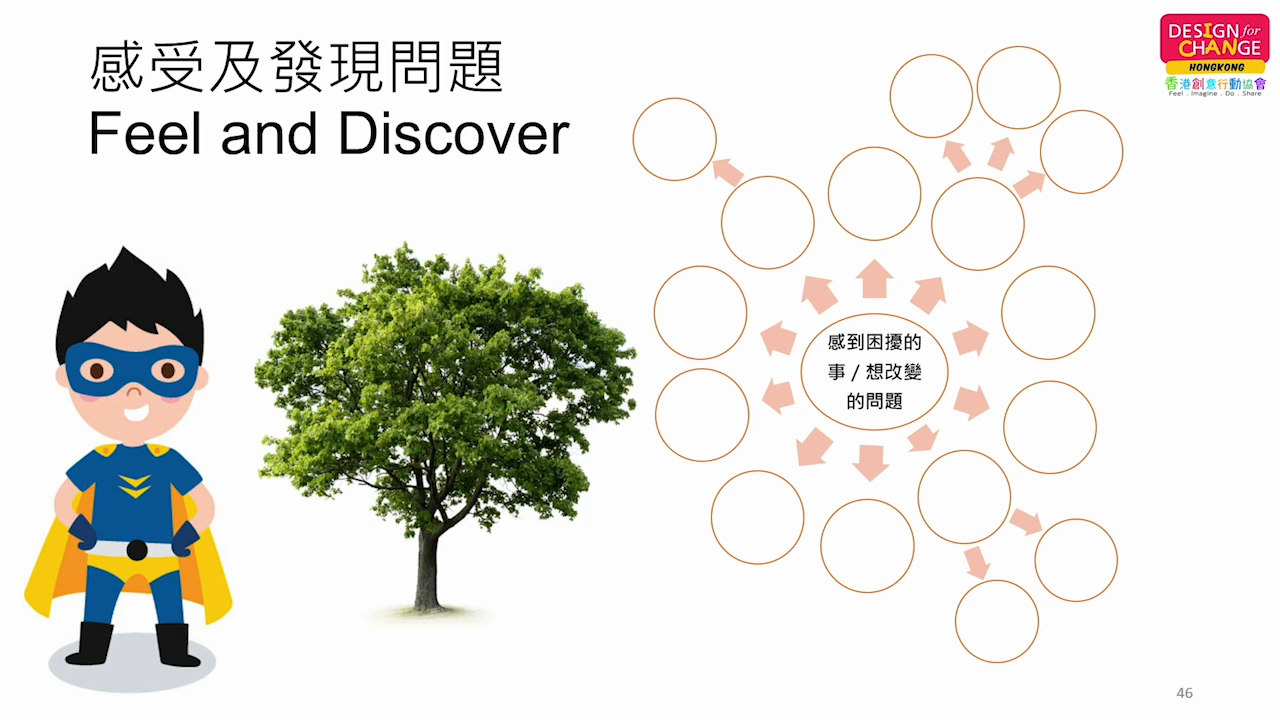 感受及發現問題
Feel and Discover
DESIGN for
CHANGE
HONGKONG
香港創意行動協會
Feel . Imagine . Do . Share
感到困擾的
事 / 想改變
的問題
46